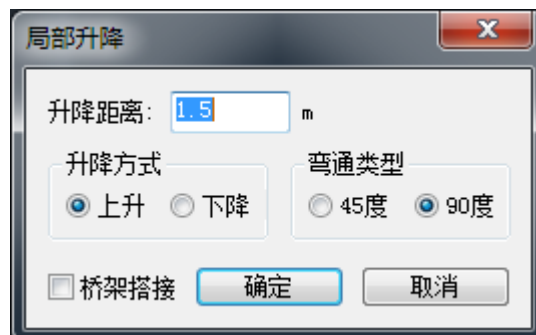 局部升降
升降距离: 1.5 m
升降方式 弯通类型
上升 下降 45度 90度
桥架搭接 确定 取消